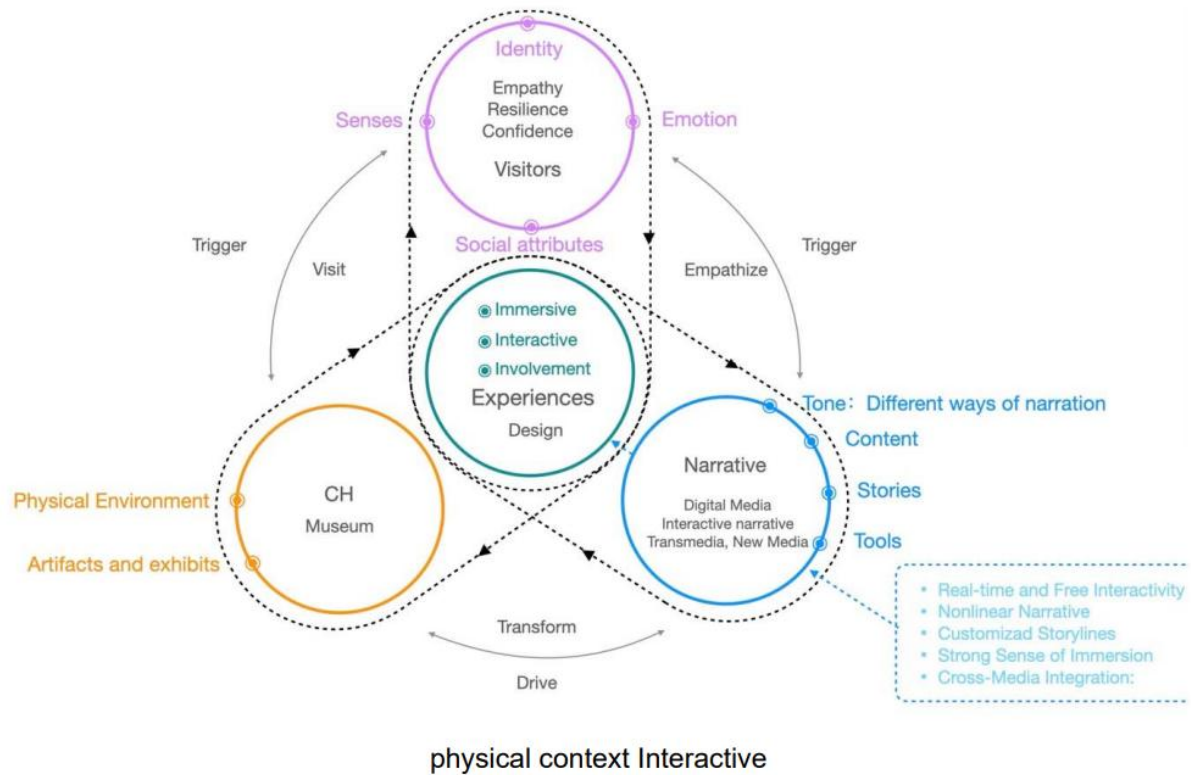 Identity
Empathy
Resilience
Confidence
Visitors
Senses
Emotion
Social attributes
Trigger
Visit
Empathize
Trigger
Immersive
Interactive
Involvement
Experiences
Design
Tone: Different ways of narration
Content
Stories
Tools
Narrative
Digital Media
Interactive narrative
Transmedia, New Media
CH
Museum
Physical Environment
Artifacts and exhibits
• Real-time and Free Interactivity
• Nonlinear Narrative
• Customizad Storylines
• Strong Sense of Immersion
• Cross-Media Integration:
Transform
Drive
physical context Interactive